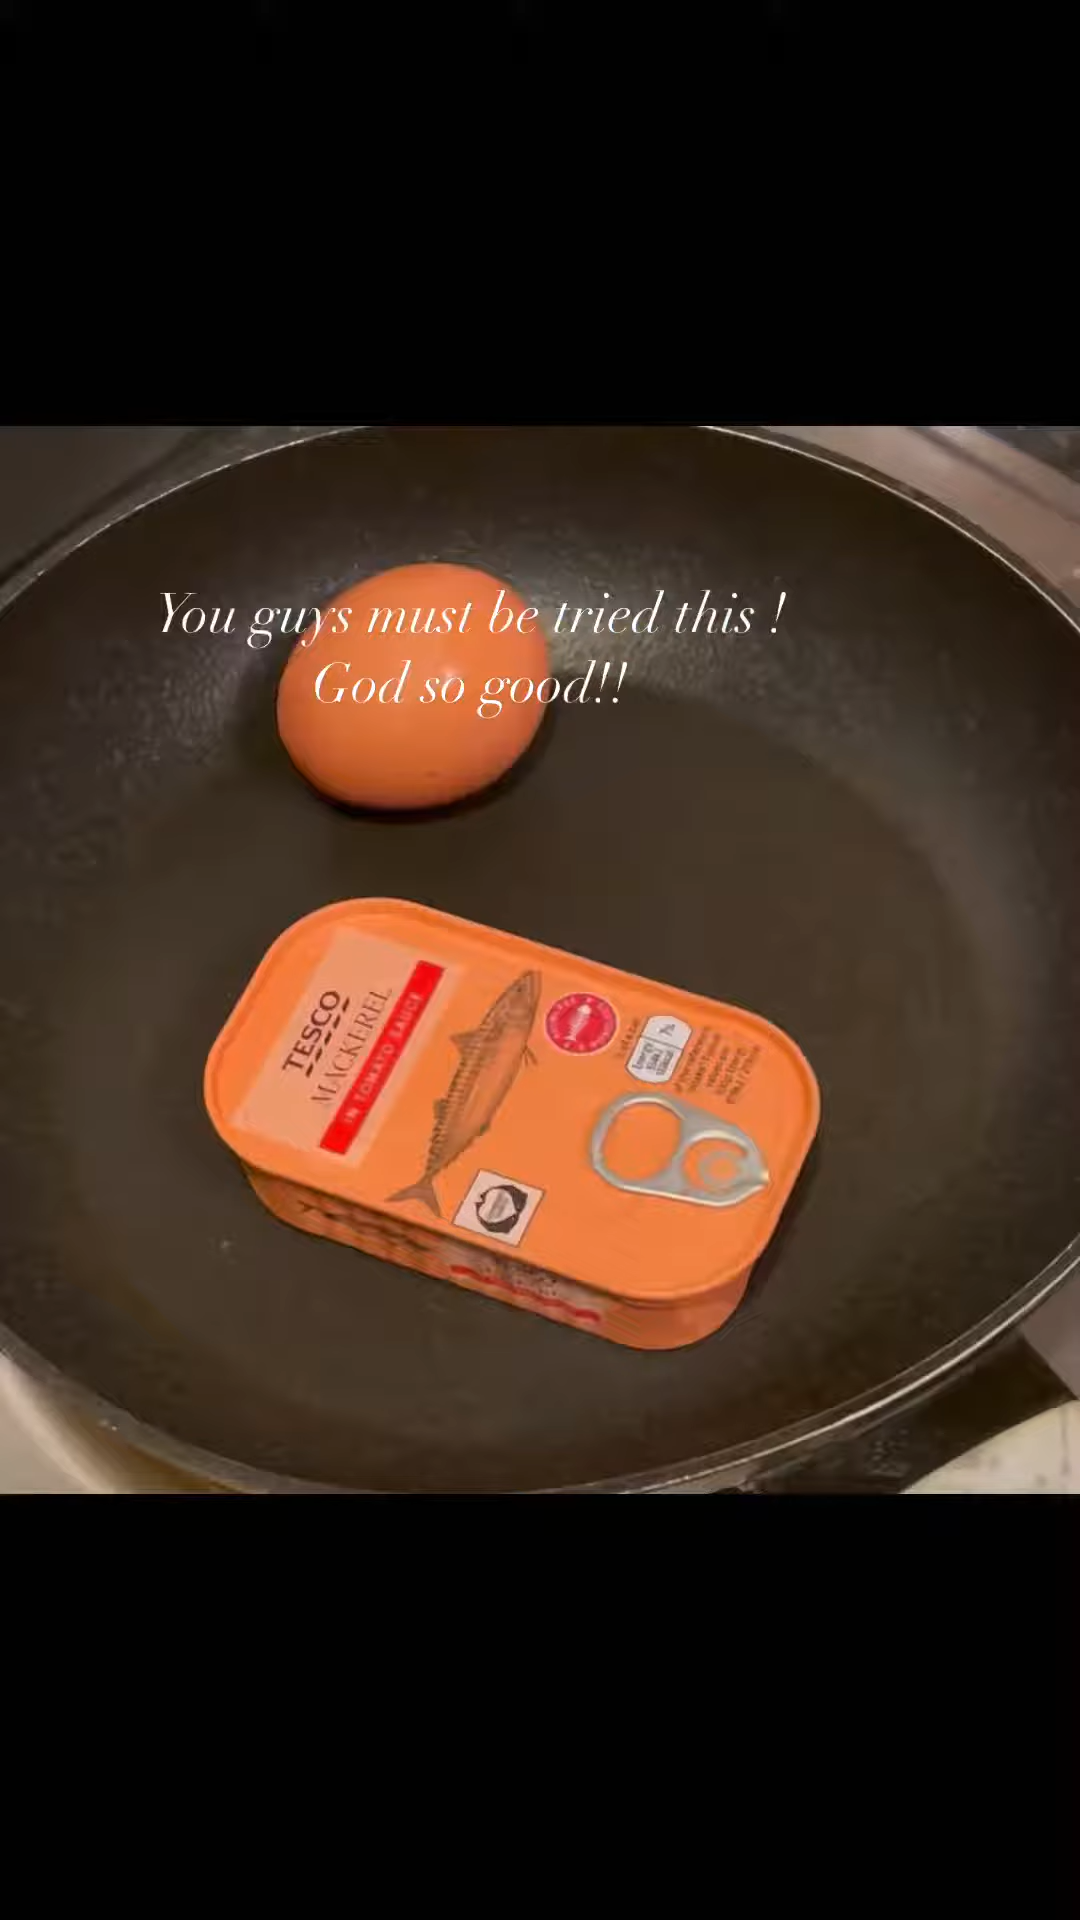 You guys must be tried this !
God so good!!
TESCO
MACKEREL
IN TOMATO SAUCE